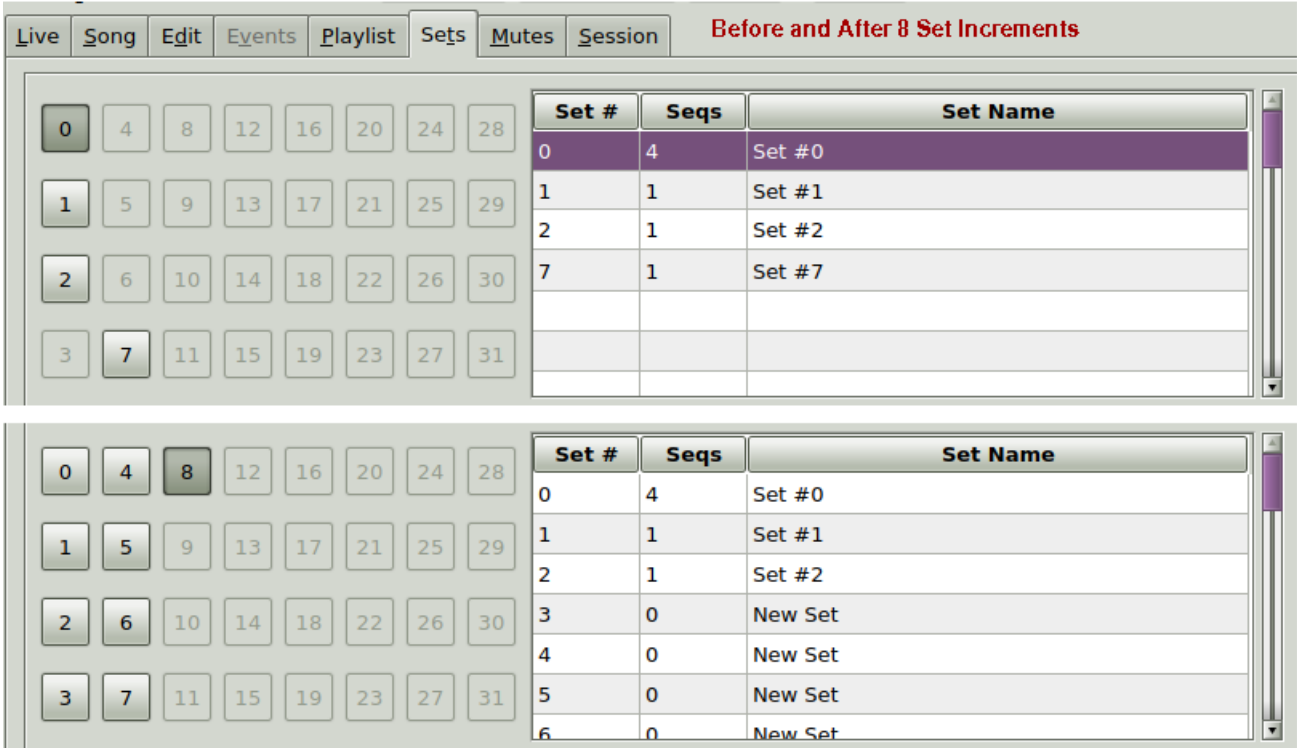 Live Song Edit Events Playlist Sets Mutes Session Before and After 8 Set Increments
0 4 8 12 16 20 24 28
1 5 9 13 17 21 25 29
2 6 10 14 18 22 26 30
3 7 11 15 19 23 27 31
Set # Seqs Set Name
0 4 Set #0
1 1 Set #1
2 1 Set #2
7 1 Set #7
0 4 8 12 16 20 24 28
1 5 9 13 17 21 25 29
2 6 10 14 18 22 26 30
3 7 11 15 19 23 27 31
Set # Seqs Set Name
0 4 Set #0
1 1 Set #1
2 1 Set #2
3 0 New Set
4 0 New Set
5 0 New Set
6 0 New Set